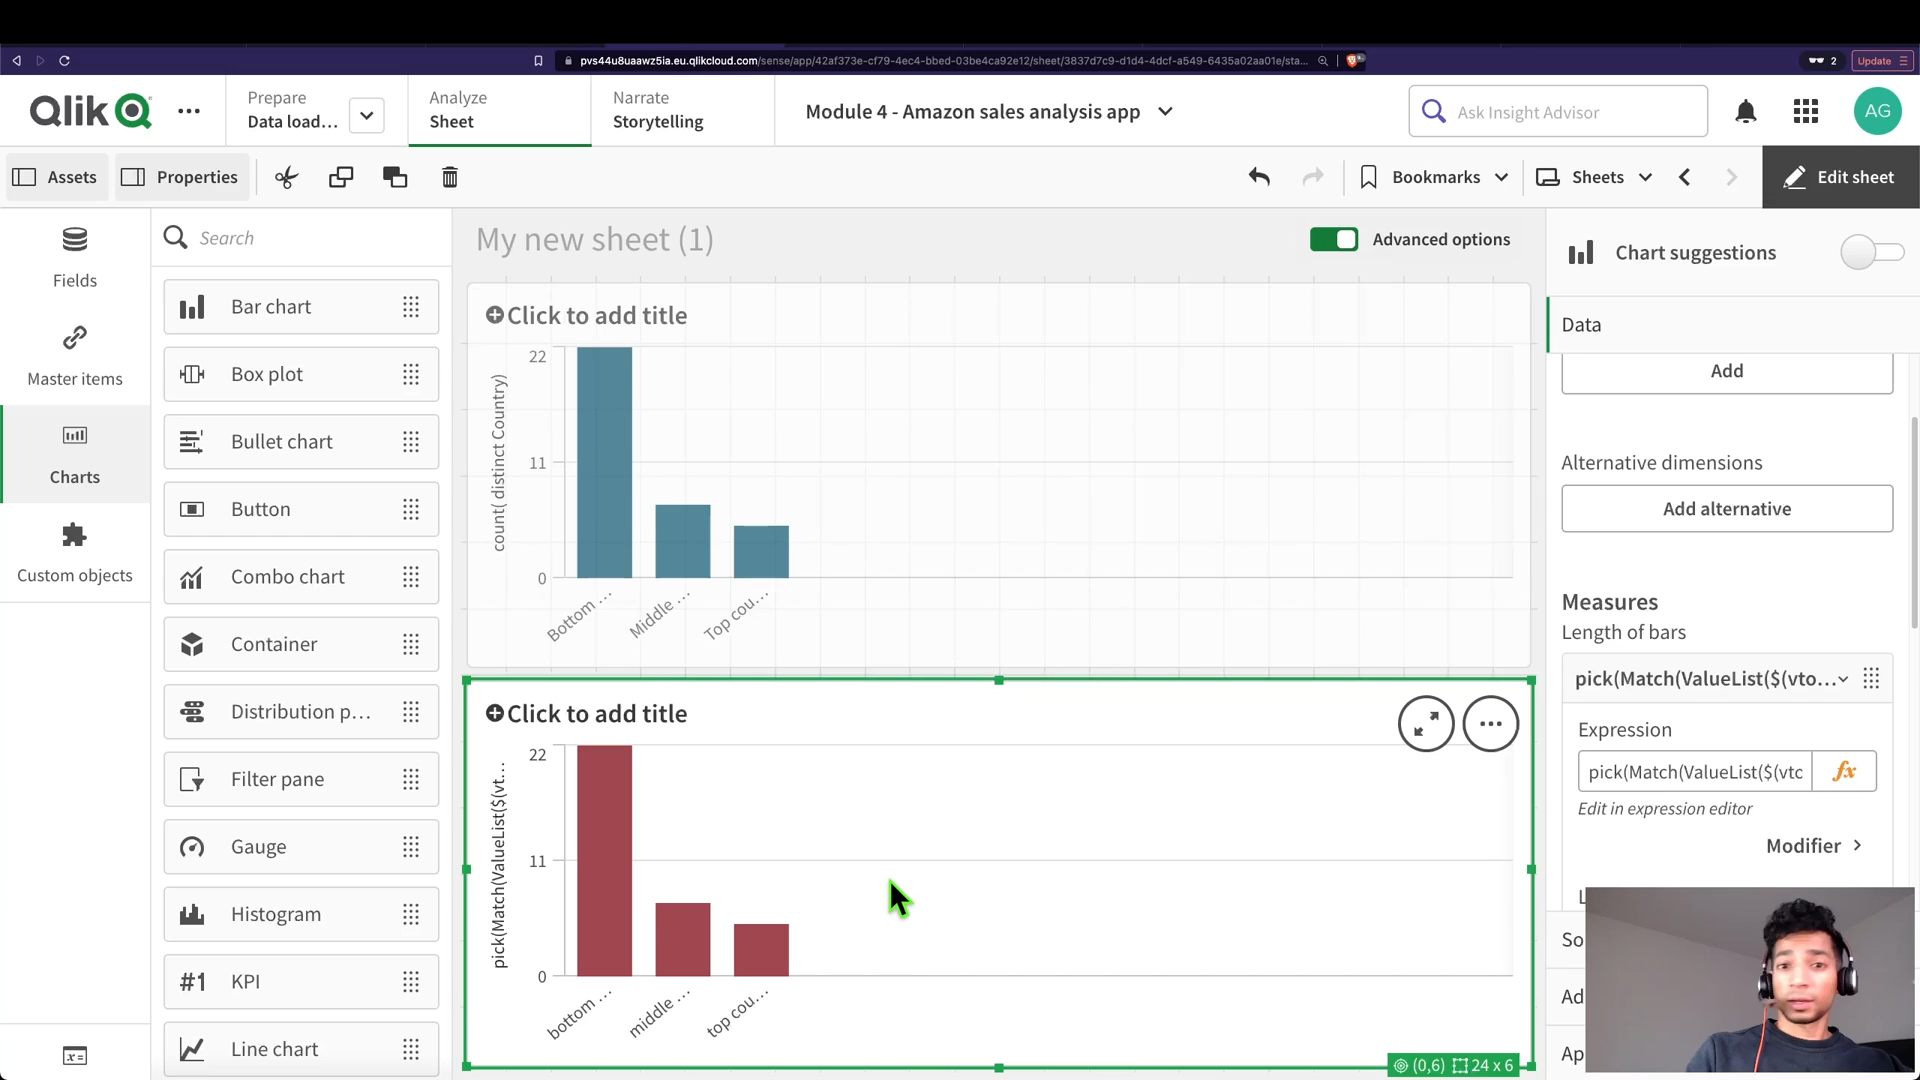 pvs44u8uaawz5ia.eu.qlikcloud.com/sense/app/42af373e-cf79-4ec4-bbed-03be4ca92e12/sheet/3837d7c9-d1d4-4dcf-a549-6435a02aa01e/sta...
2
Update
Qlik
Prepare
Data load...
Analyze
Sheet
Narrate
Storytelling
Module 4 - Amazon sales analysis app
Ask Insight Advisor
AG
Assets
Properties
Bookmarks
Sheets
Edit sheet
Fields
Master items
Charts
Custom objects
Search
Bar chart
Box plot
Bullet chart
Button
Combo chart
Container
Distribution p...
Filter pane
Gauge
Histogram
#1 KPI
Line chart
My new sheet (1)
Advanced options
Click to add title
count( distinct Country)
22
11
0
Bottom ...
Middle ...
Top cou...
Click to add title
pick(Match(ValueList($(vt...
22
11
0
bottom ...
middle ...
top cou...
(0,6) 24 x 6
Chart suggestions
Data
Add
Alternative dimensions
Add alternative
Measures
Length of bars
pick(Match(ValueList($(vto...
Expression
pick(Match(ValueList($(vtc
fx
Edit in expression editor
Modifier
L
So
Ad
Ap